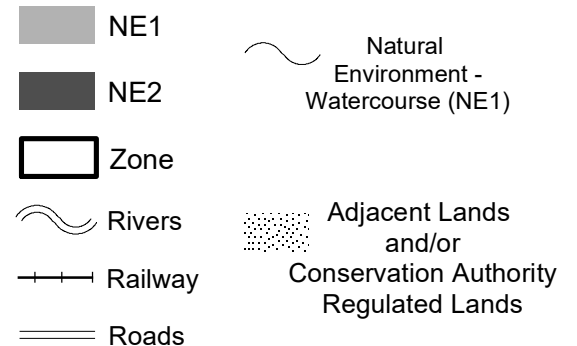 NE1
NE2
Zone
Rivers
Railway
Roads
Natural
Environment -
Watercourse (NE1)
Adjacent Lands
and/or
Conservation Authority
Regulated Lands